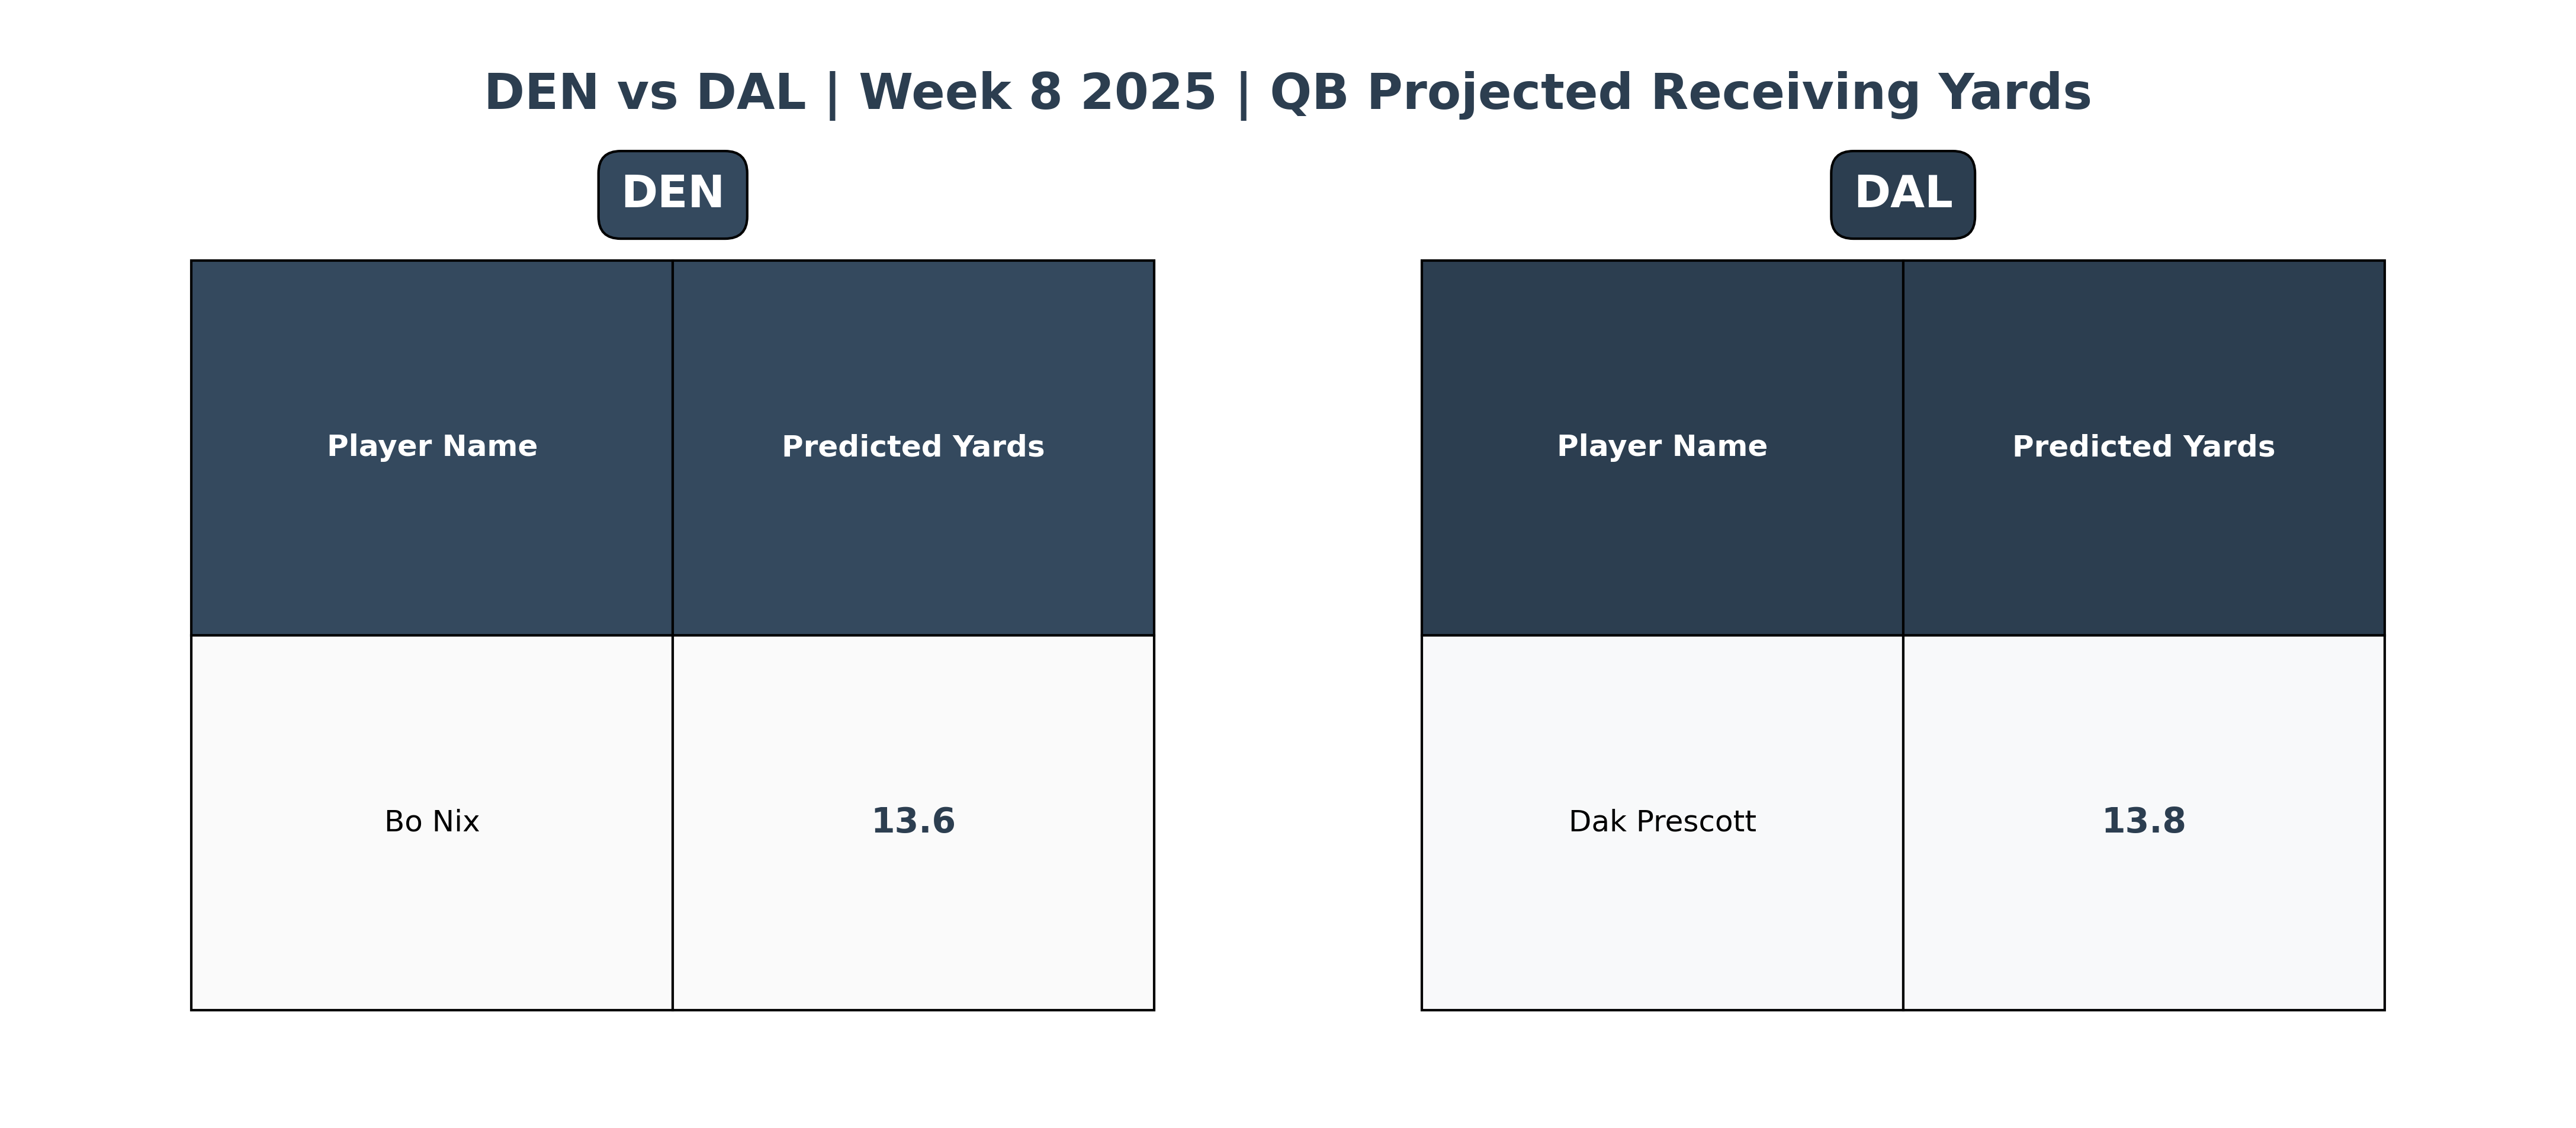 DEN vs DAL | Week 8 2025 | QB Projected Receiving Yards
DEN
Player Name Predicted Yards
Bo Nix 13.6
DAL
Player Name Predicted Yards
Dak Prescott 13.8